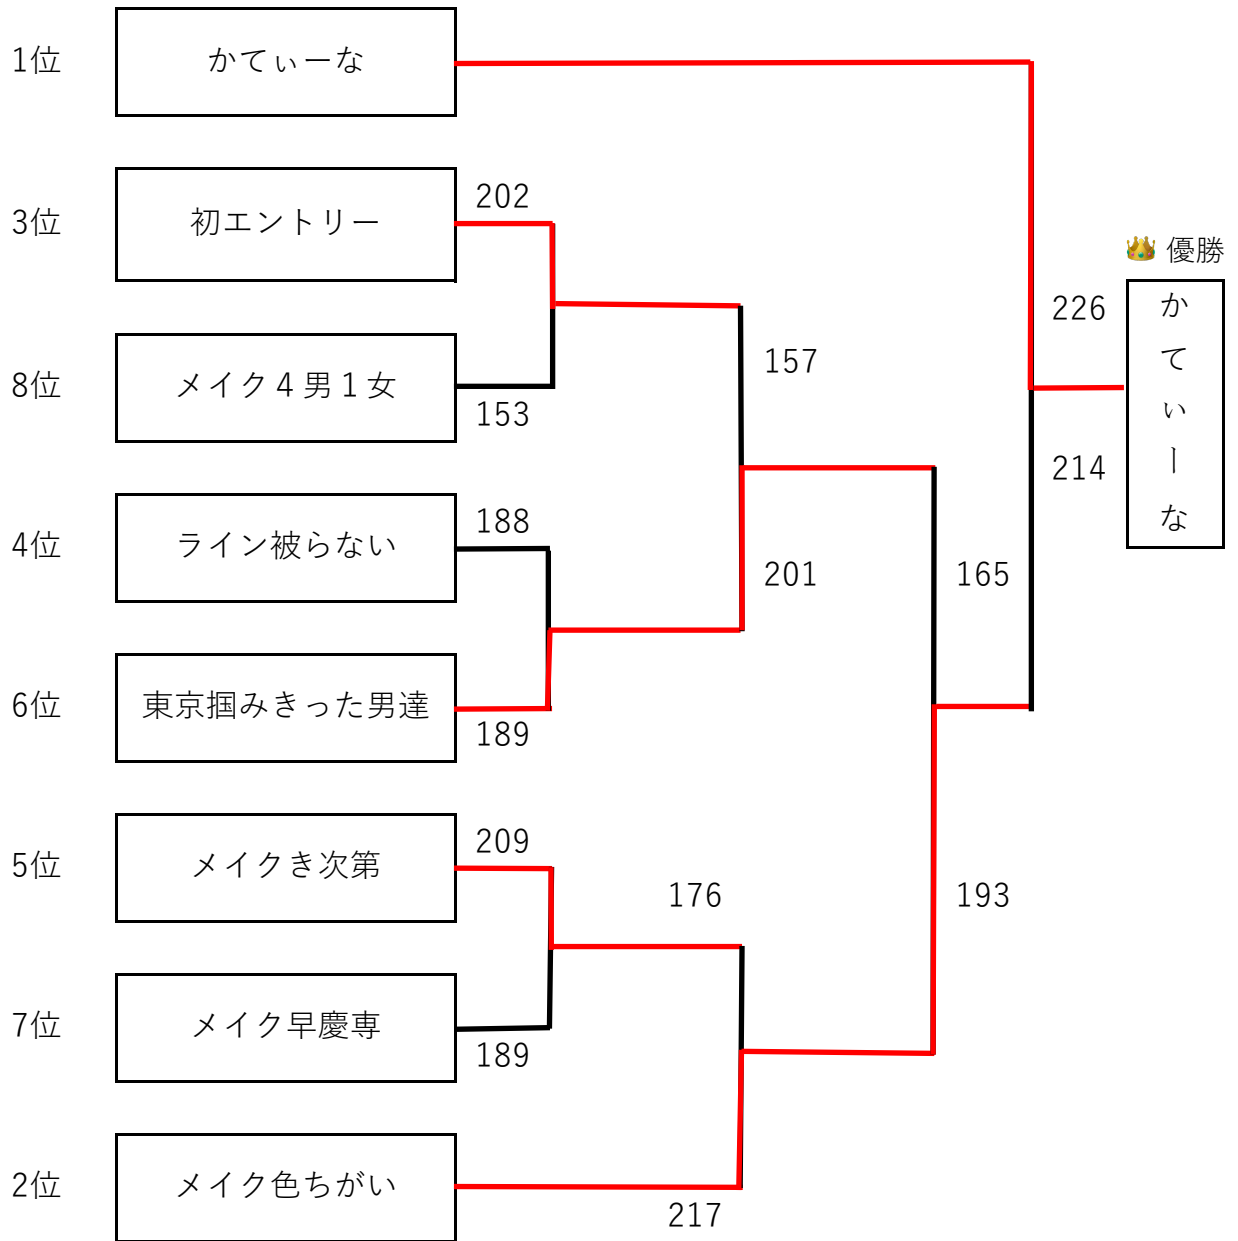 1位
かてぃーな
3位
初エントリー
202
👑 優勝
226
かてぃーな
8位
メイク４男１女
153
157
214
4位
ライン被らない
188
201
165
6位
東京掴みきった男達
189
5位
メイクき次第
209
176
193
7位
メイク早慶専
189
2位
メイク色ちがい
217